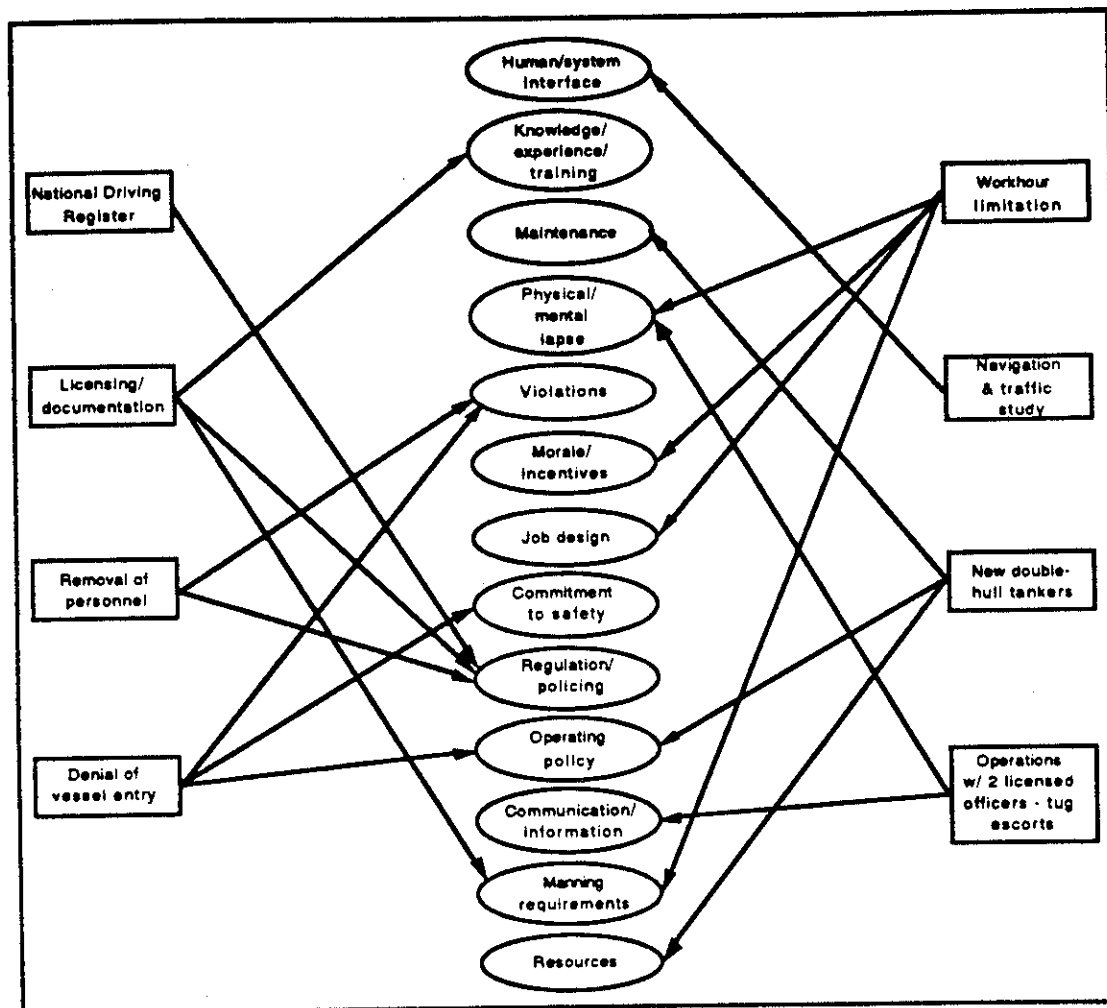 Human/system
Interface
Knowledge/
experience/
training
Maintenance
Physical/
mental
lapse
Violations
Morale/
incentives
Job design
Commitment
to safety
Regulation/
policing
Operating
policy
Communication/
information
Manning
requirements
Resources
National Driving
Register
Licensing/
documentation
Removal of
personnel
Denial of
vessel entry
Workhour
limitation
Navigation
& traffic
study
New double-
hull tankers
Operations
w/ 2 licensed
officers - tug
escorts